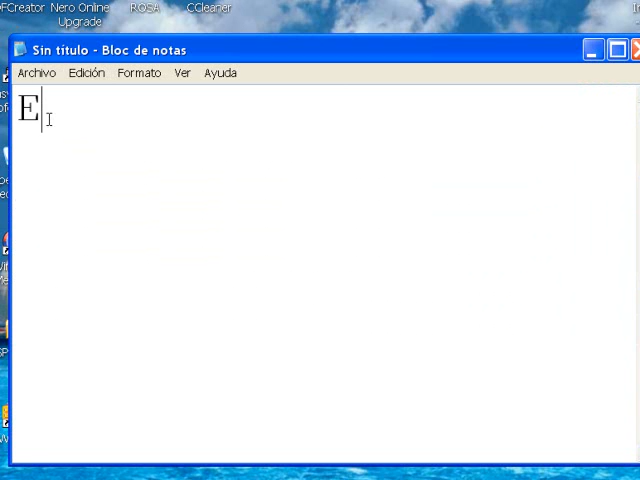 FCreator Nero Online ROSA CCleaner
Upgrade
Sin título - Bloc de notas
Archivo Edición Formato Ver Ayuda
E